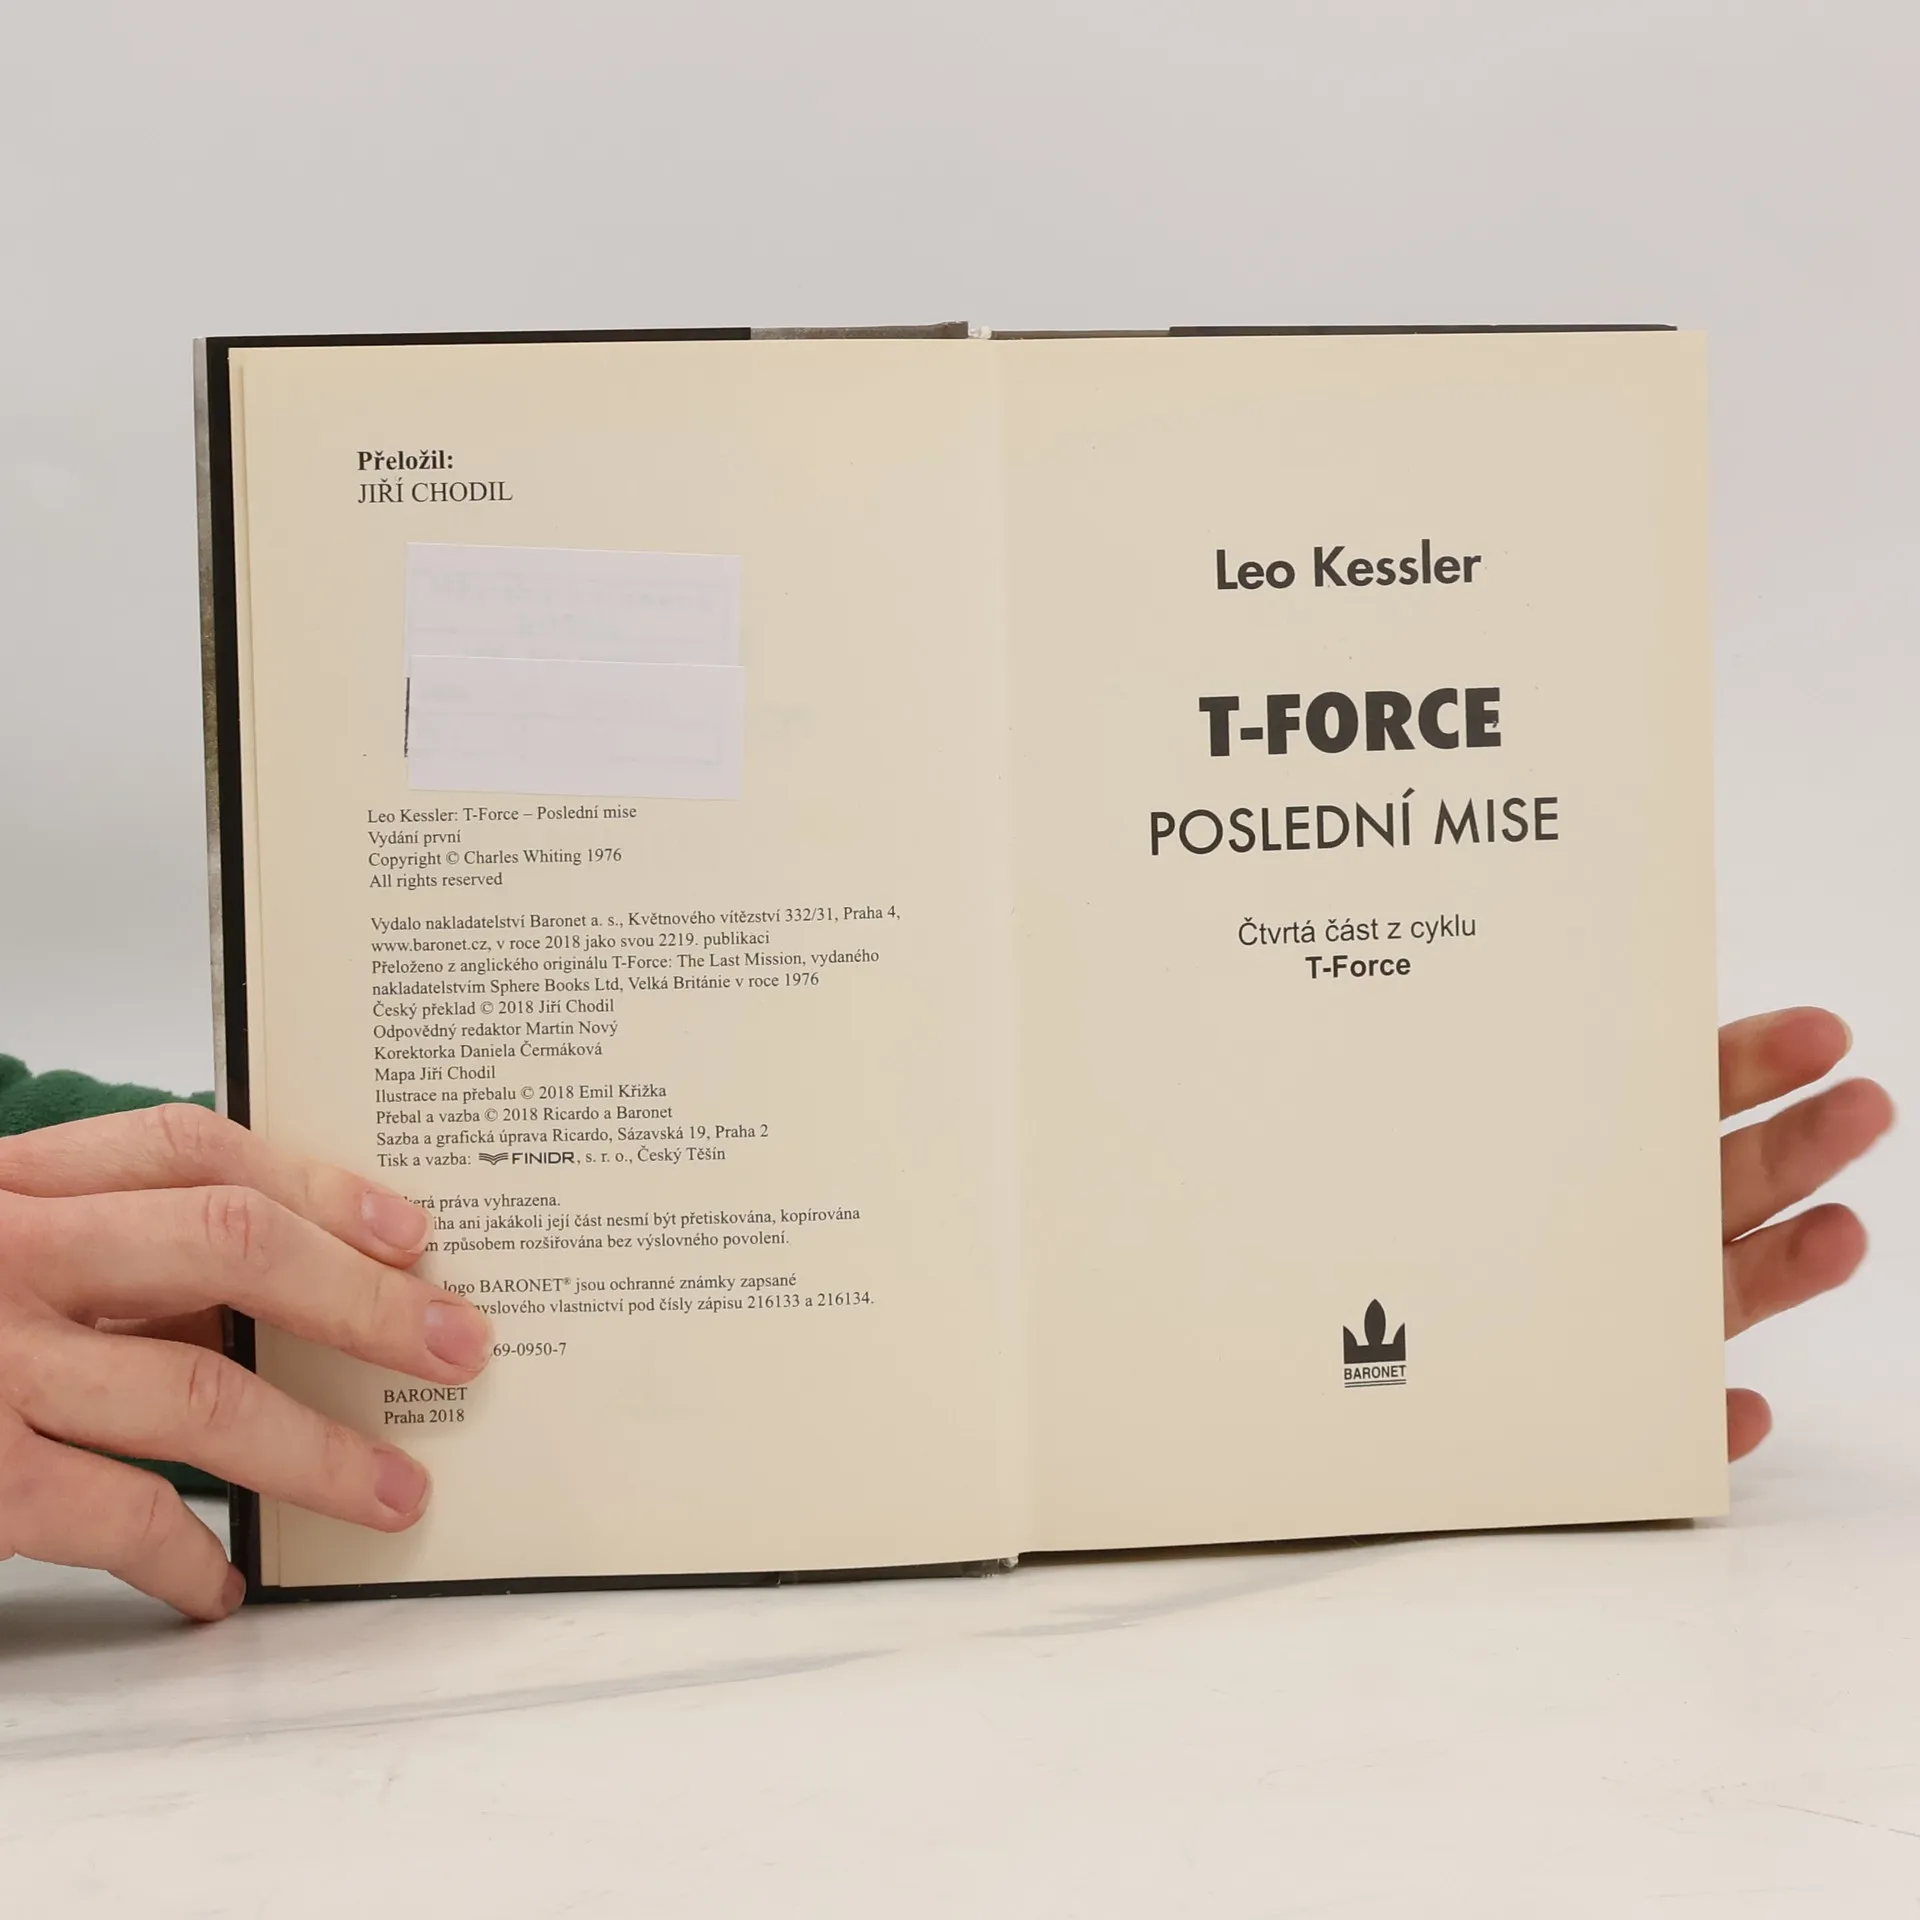 Přeložil:
JIŘÍ CHODIL
Leo Kessler: T-Force – Poslední mise
Vydání první
Copyright © Charles Whiting 1976
All rights reserved
Vydalo nakladatelství Baronet a. s., Květnového vítězství 332/31, Praha 4,
www.baronet.cz, v roce 2018 jako svou 2219. publikaci
Přeloženo z anglického originálu T-Force: The Last Mission, vydaného
nakladatelstvím Sphere Books Ltd, Velká Británie v roce 1976
Český překlad © 2018 Jiří Chodil
Odpovědný redaktor Martin Nový
Korektorka Daniela Čermáková
Mapa Jiří Chodil
Ilustrace na přebalu © 2018 Emil Křižka
Přebal a vazba © 2018 Ricardo a Baronet
Sazba a grafická úprava Ricardo, Sázavská 19, Praha 2
Tisk a vazba: FINIDR, s. r. o., Český Těšín
práva vyhrazena.
ani jakákoli její část nesmí být přetiskována, kopírována
způsobem rozšiřována bez výslovného povolení.
logo BARONET® jsou ochranné známky zapsané
vlastnictví pod čísly zápisu 216133 a 216134.
69-0950-7
BARONET
Praha 2018
Leo Kessler
T-FORCE
POSLEDNÍ MISE
Čtvrtá část z cyklu
T-Force
BARONET